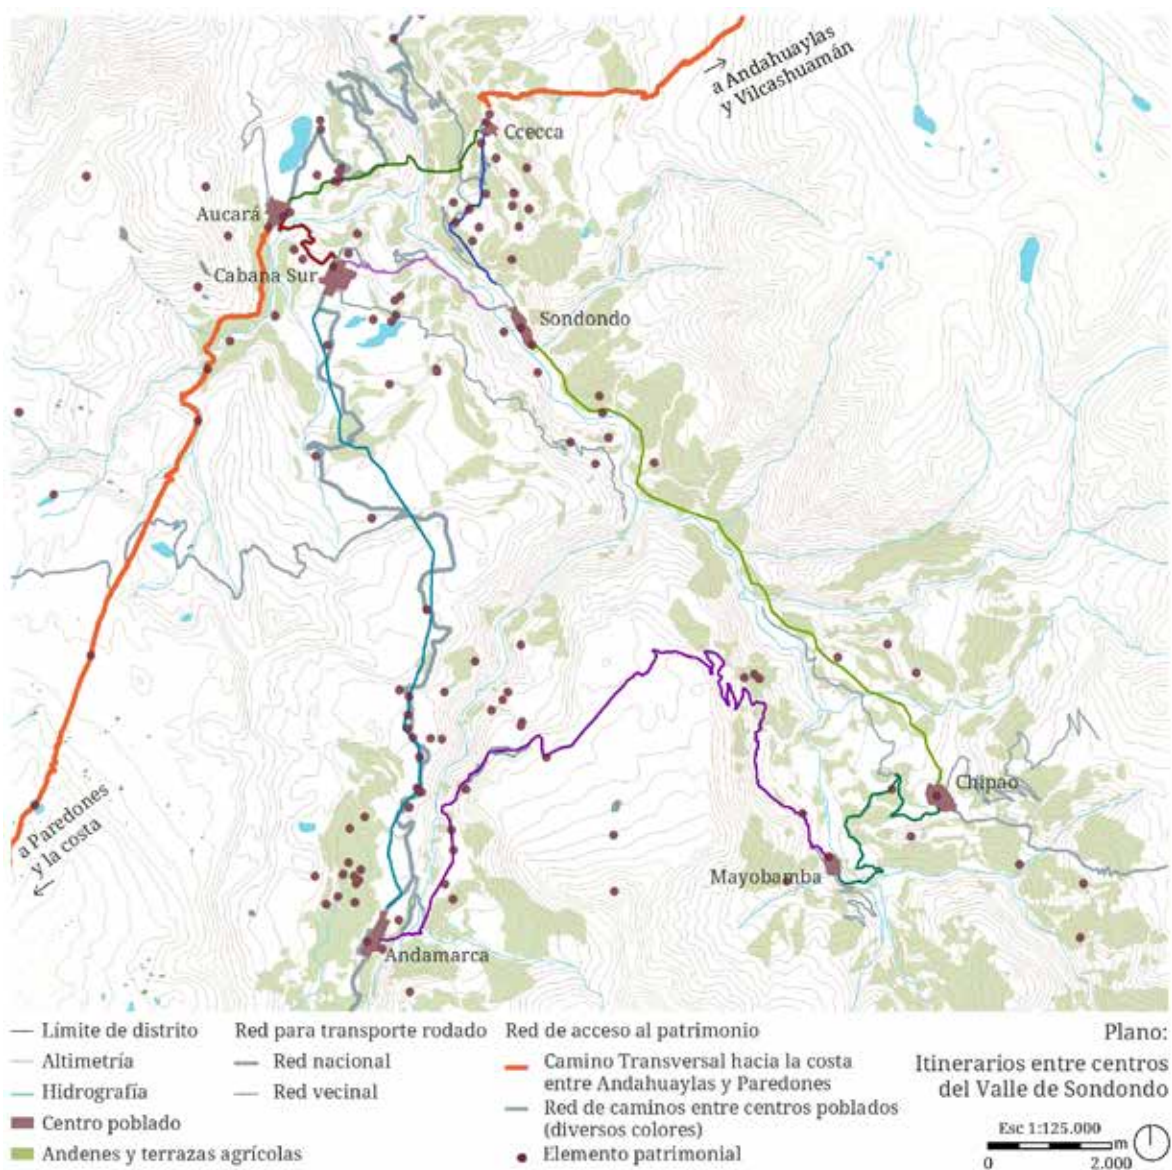 a Andahuaylas
y Vilcashuamán
Ccecca
Aucará
Cabana Sur
Sondondo
Chipao
a Paredones
y la costa
Mayobamba
Andamarca
Límite de distrito
Altimetría
Hidrografía
Centro poblado
Andenes y terrazas agrícolas
Red para transporte rodado
Red nacional
Red vecinal
Red de acceso al patrimonio
Camino Transversal hacia la costa
entre Andahuaylas y Paredones
Red de caminos entre centros poblados
(diversos colores)
Elemento patrimonial
Plano:
Itinerarios entre centros
del Valle de Sondondo
Esc 1:125.000
m
0 2.000